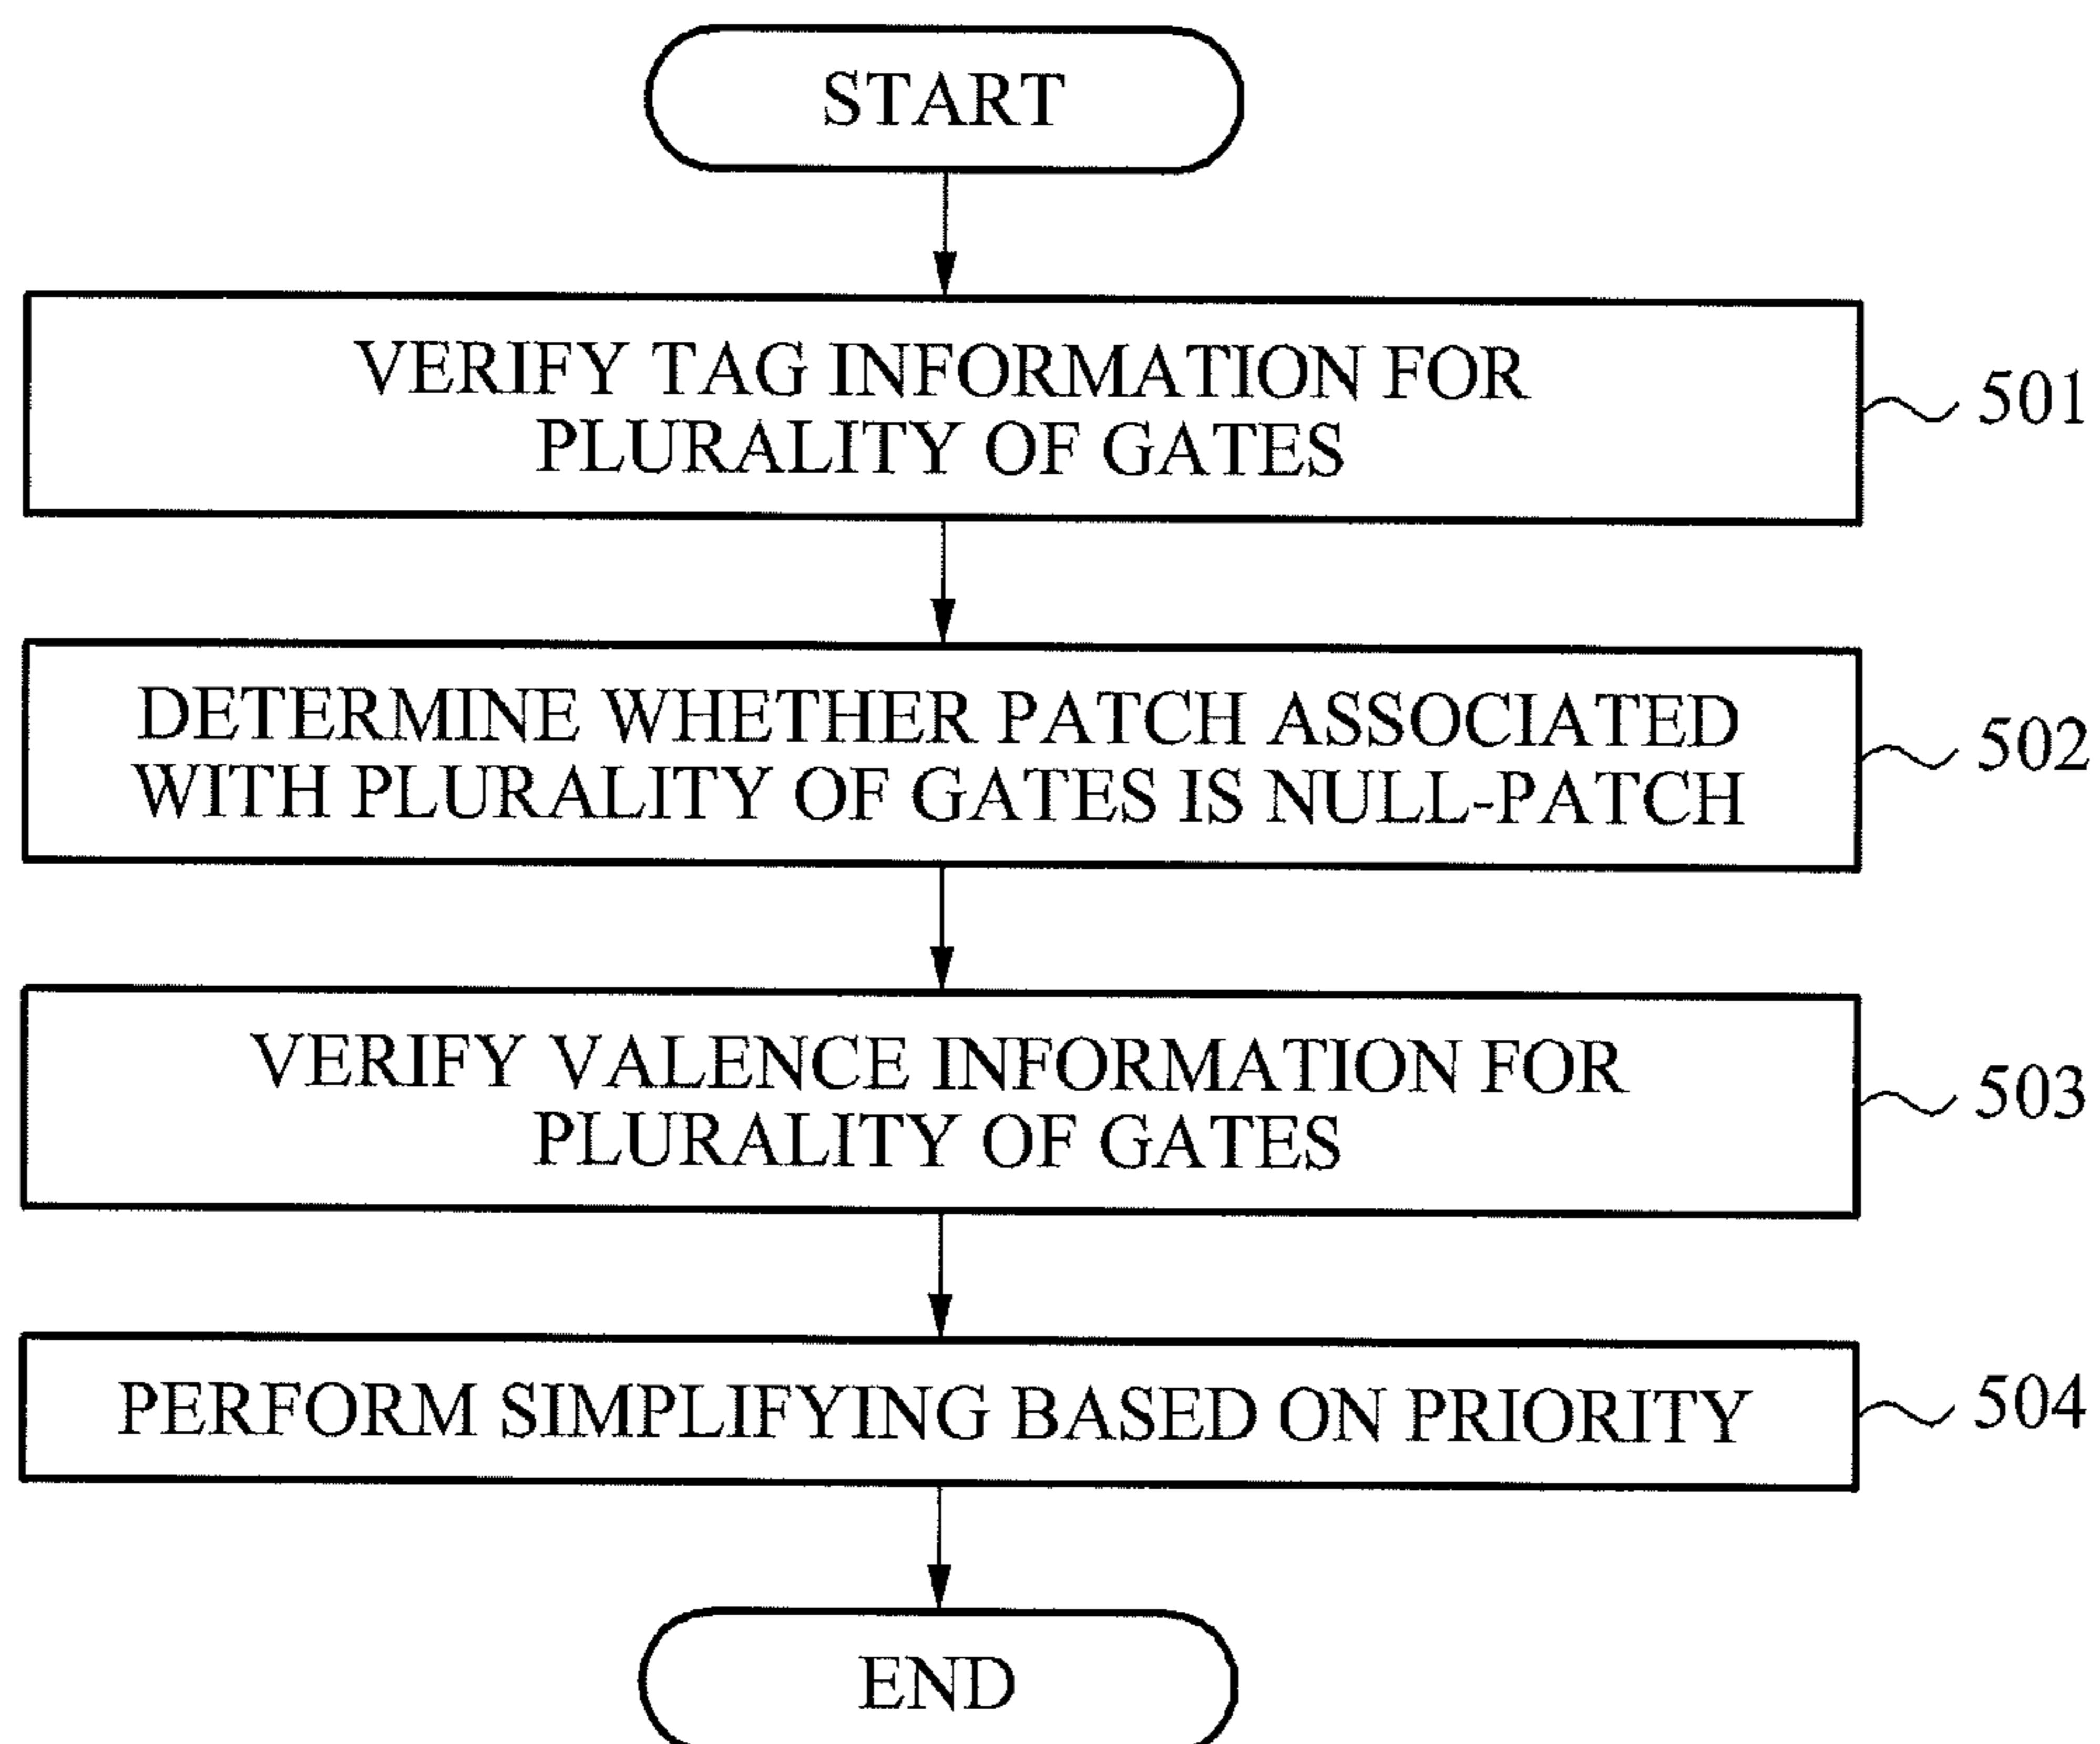 START
VERIFY TAG INFORMATION FOR
PLURALITY OF GATES
501
DETERMINE WHETHER PATCH ASSOCIATED
WITH PLURALITY OF GATES IS NULL-PATCH
502
VERIFY VALENCE INFORMATION FOR
PLURALITY OF GATES
503
PERFORM SIMPLIFYING BASED ON PRIORITY
504
END